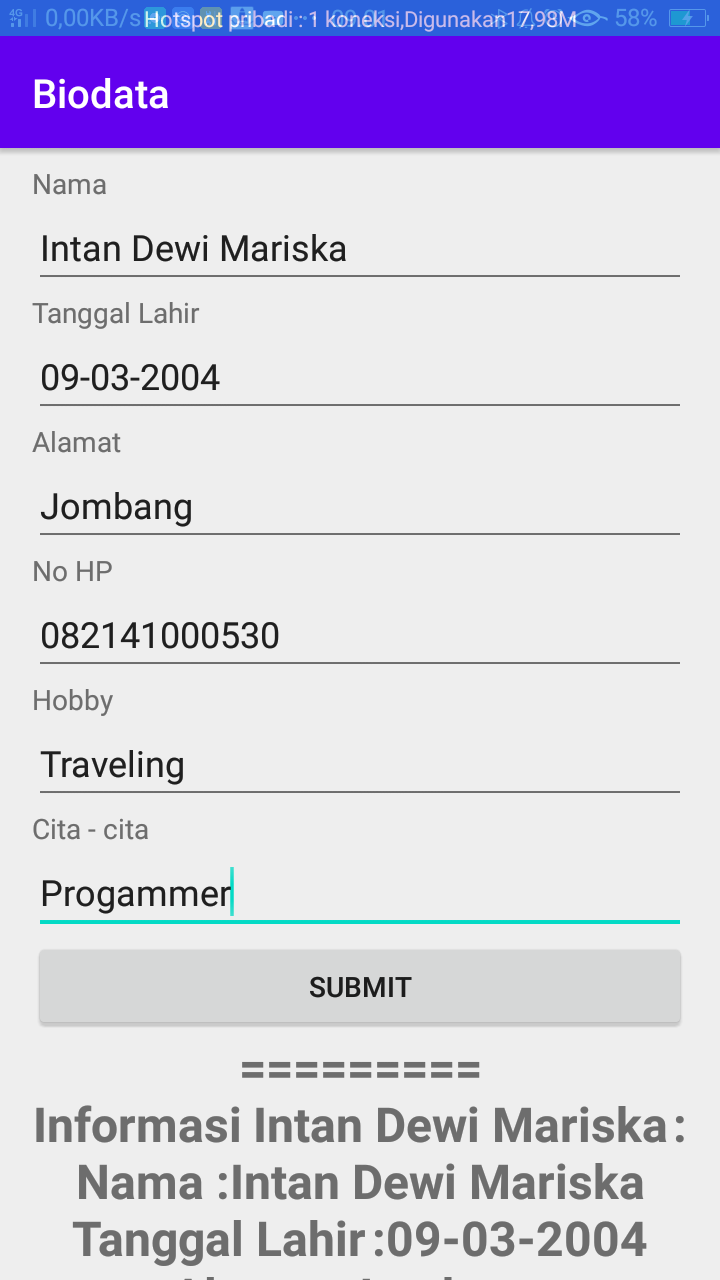 4G 0,00KB/s Hotspot pribadi : 1 koneksi,Digunakan17,98M 58%
Biodata
Nama
Intan Dewi Mariska
Tanggal Lahir
09-03-2004
Alamat
Jombang
No HP
082141000530
Hobby
Traveling
Cita - cita
Progammer
SUBMIT
=========
Informasi Intan Dewi Mariska :
Nama :Intan Dewi Mariska
Tanggal Lahir :09-03-2004